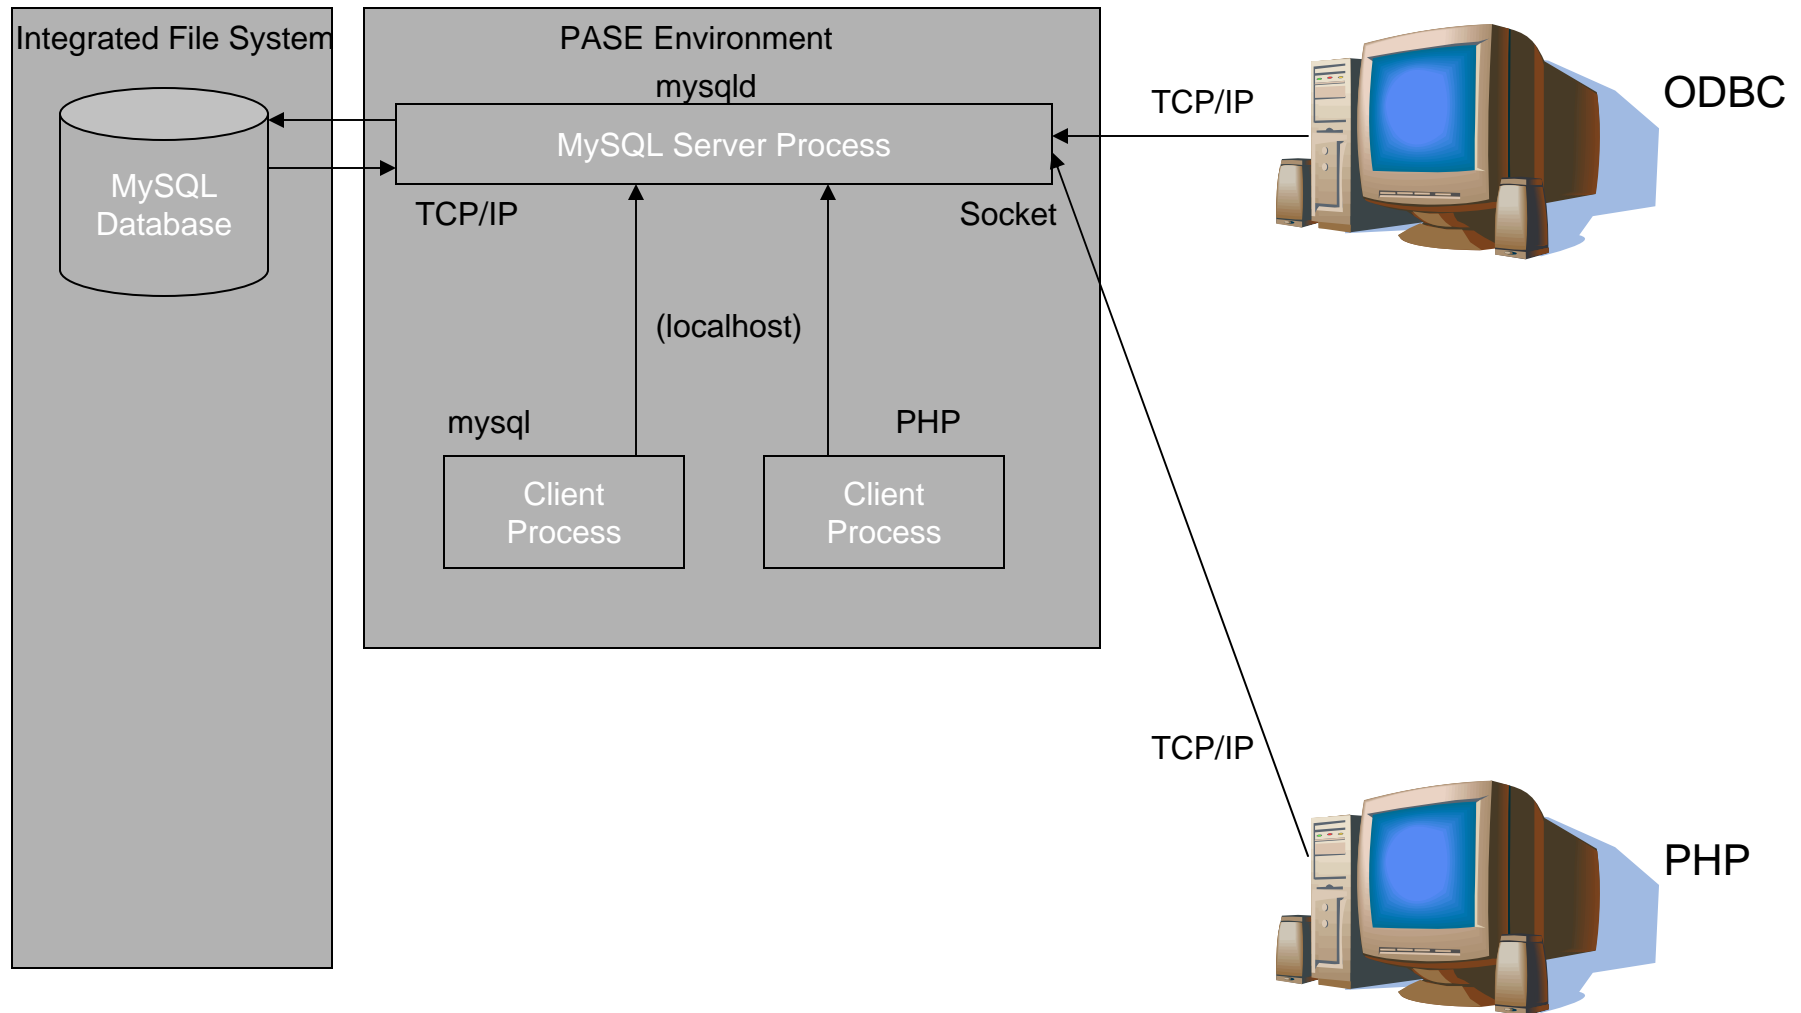 Integrated File System
MySQL
Database
PASE Environment
mysqld
MySQL Server Process
TCP/IP
Socket
(localhost)
mysql
PHP
Client
Process
Client
Process
TCP/IP
ODBC
TCP/IP
PHP